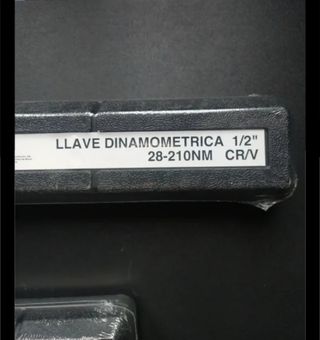 LLAVE DINAMOMETRICA 1/2"
28-210NM CR/V